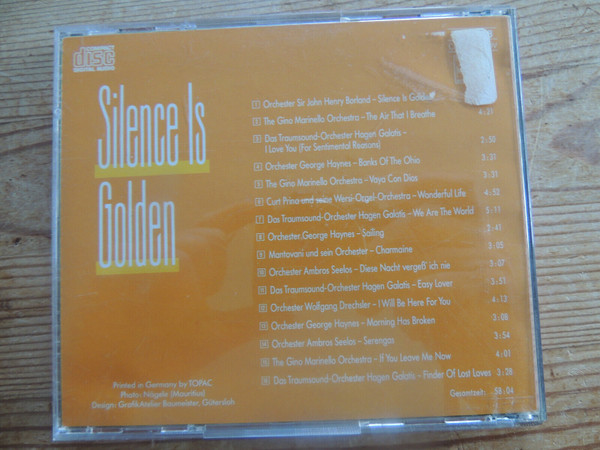 disc
Silence Is
Golden
1 Orchester Sir John Henry Borland – Silence Is Golden
2 The Gino Marinello Orchestra – The Air That I Breathe 4:21
3 Das Traumsound-Orchester Hagen Galatis –
I Love You (For Sentimental Reasons) 2:50
4 Orchester George Haynes – Banks Of The Ohio 3:31
5 The Gino Marinello Orchestra – Vaya Con Dios 3:31
6 Curt Prina und seine Wersi-Orgel-Orchestra – Wonderful Life 4:52
7 Das Traumsound-Orchester Hagen Galatis – We Are The World 5:11
8 Orchester George Haynes – Sailing 2:41
9 Mantovani und sein Orchester – Charmaine 3:05
10 Orchester Ambros Seelos – Diese Nacht vergeß ich nie 3:07
11 Das Traumsound-Orchester Hagen Galatis – Easy Lover 3:51
12 Orchester Wolfgang Drechsler – I Will Be Here For You 4:12
13 Orchester George Haynes – Morning Has Broken 3:08
14 Orchester Ambros Seelos – Serengas 3:54
15 The Gino Marinello Orchestra – If You Leave Me Now 4:01
16 Das Traumsound-Orchester Hagen Galatis – Finder Of Lost Loves 3:28
Gesamtzeit: 58:04
Printed in Germany by TOPAC
Photo: Nägele (Mauritius)
Design: Grafik-Atelier Baumeister, Gütersloh